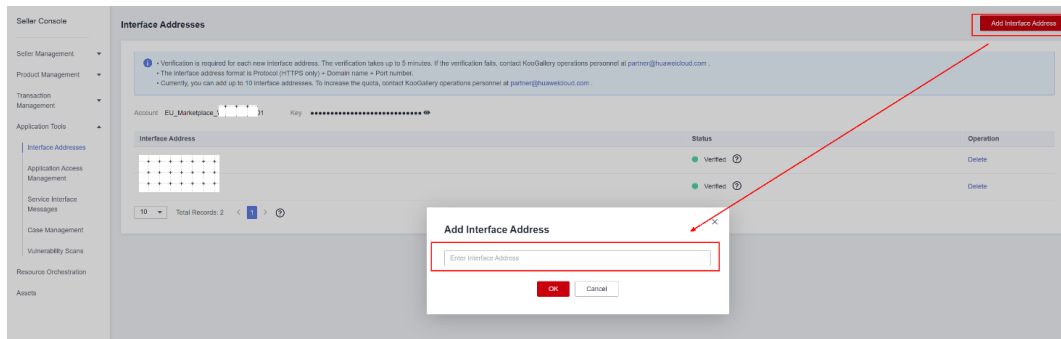 Seller Console
Interface Addresses
Add Interface Address
Seller Management
Product Management
Transaction
Management
Application Tools
Interface Addresses
Application Access
Management
Service Interface
Messages
Case Management
Vulnerability Scans
Resource Orchestration
Assets
• Verification is required for each new interface address. The verification takes up to 5 minutes. If the verification fails, contact KooGallery operations personnel at partner@huaweicloud.com .
• The interface address format is Protocol (HTTPS only) + Domain name + Port number.
• Currently, you can add up to 10 interface addresses. To increase the quota, contact KooGallery operations personnel at partner@huaweicloud.com .
Account EU_Marketplace_ 01 Key
Interface Address Status Operation
Verified Delete
Verified Delete
10 Total Records: 2 < 1 >
Add Interface Address
Enter Interface Address
OK Cancel